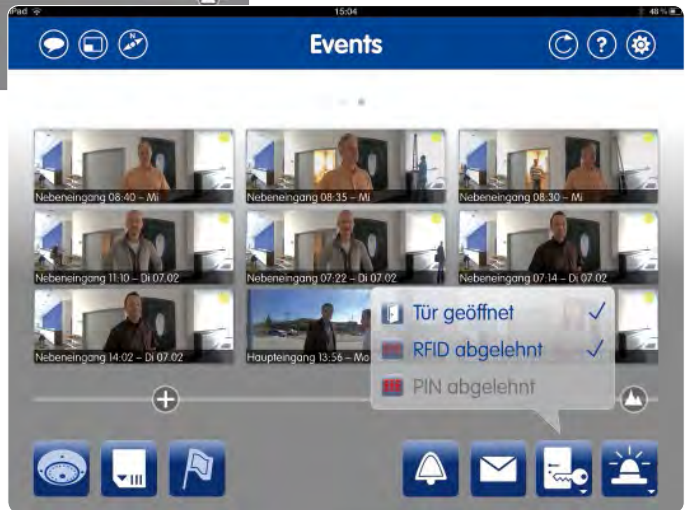 iPad 15:04 48 %
Events
Nebeneingang 08:40 – Mi
Nebeneingang 08:35 – Mi
Nebeneingang 08:30 – Mi
Nebeneingang 11:10 – Di 07.02
Nebeneingang 07:22 – Di 07.02
Nebeneingang 07:14 – Di 07.02
Nebeneingang 14:02 – Di 07.02
Haupteingang 13:56 – Mo
Tür geöffnet
RFID abgelehnt
PIN abgelehnt